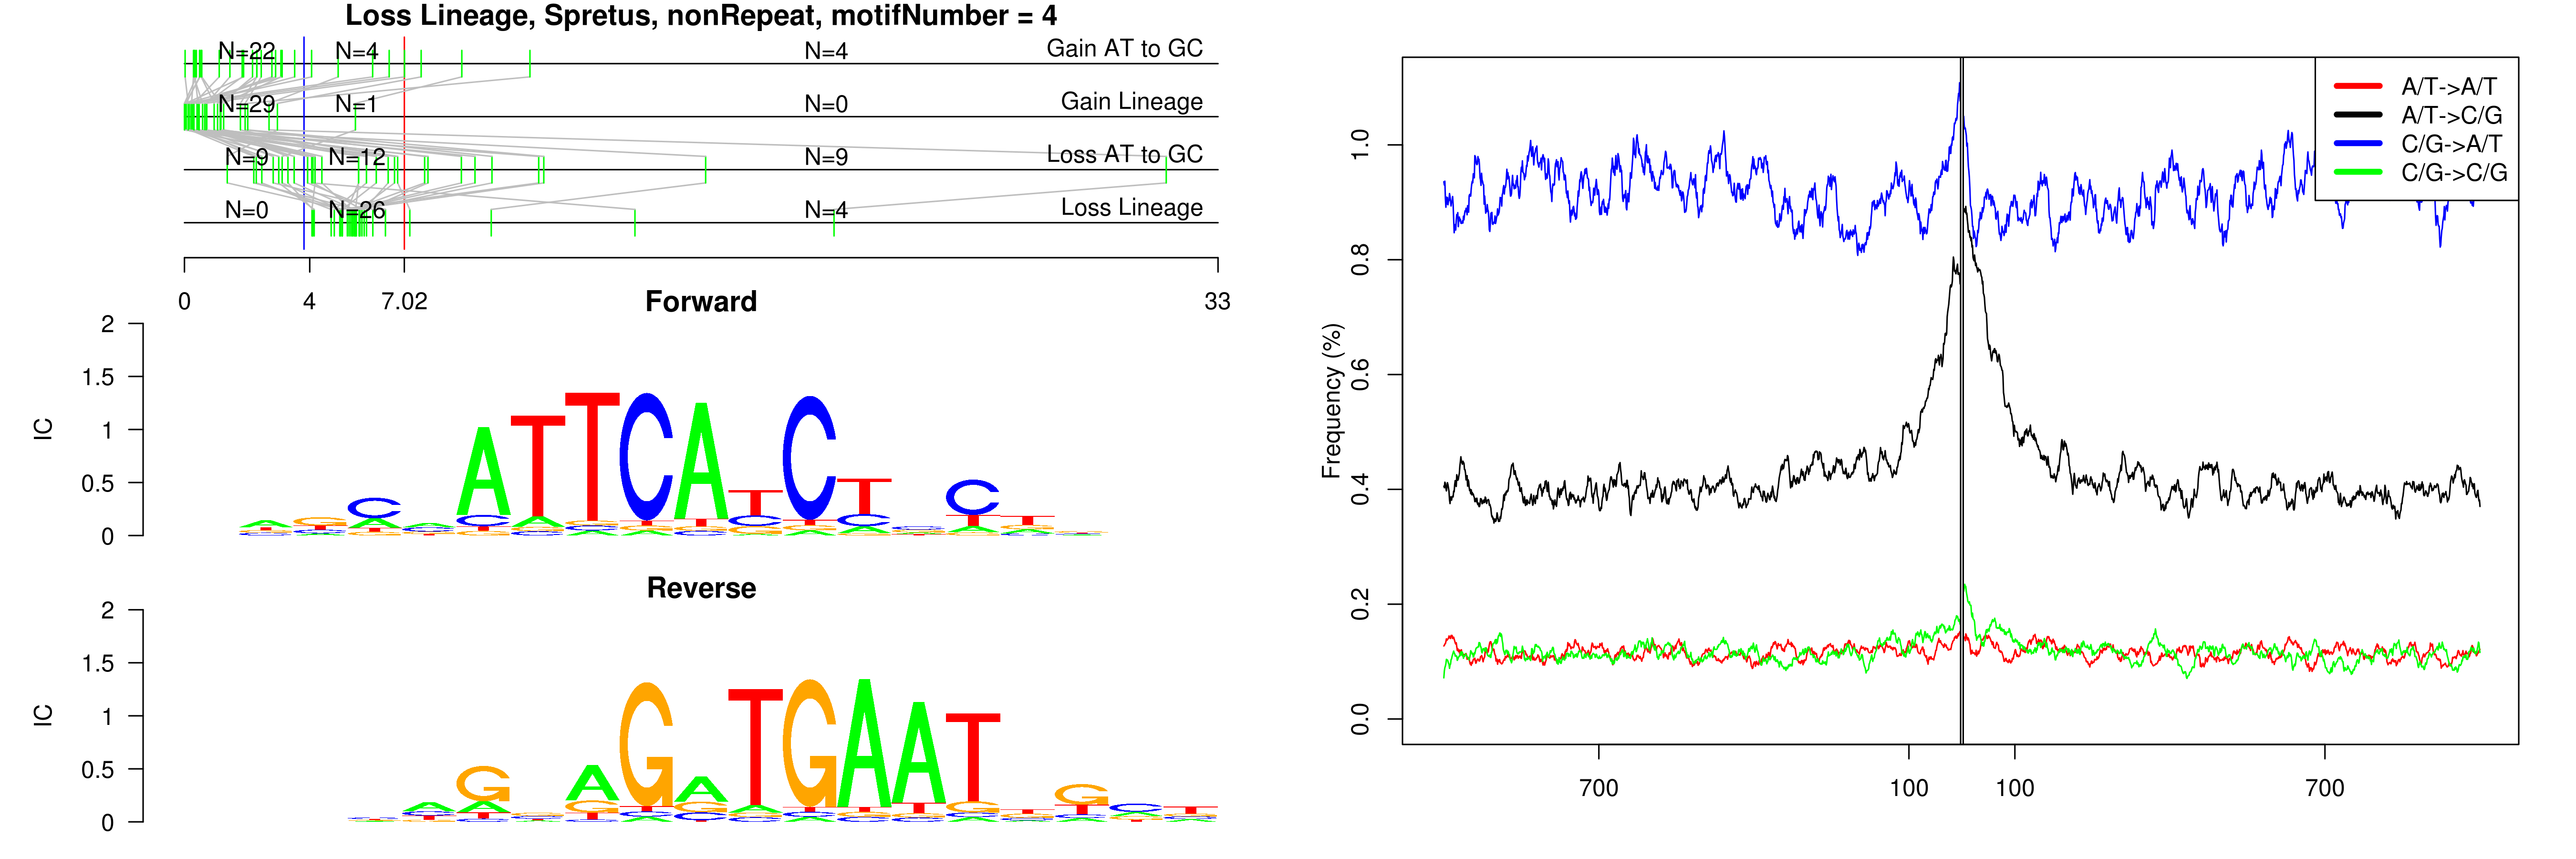 Loss Lineage, Spretus, nonRepeat, motifNumber = 4
N=22 N=4 N=4 Gain AT to GC
N=29 N=1 N=0 Gain Lineage
N=9 N=12 N=9 Loss AT to GC
N=0 N=26 N=4 Loss Lineage
0 4 7.02 33
Forward
2
1.5
1
0.5
0
IC
ATTCATCT C
Reverse
2
1.5
1
0.5
0
IC
G AGATGAAT G
A/T->A/T
A/T->C/G
C/G->A/T
C/G->C/G
Frequency (%)
1.0
0.8
0.6
0.4
0.2
0.0
700 100 100 700